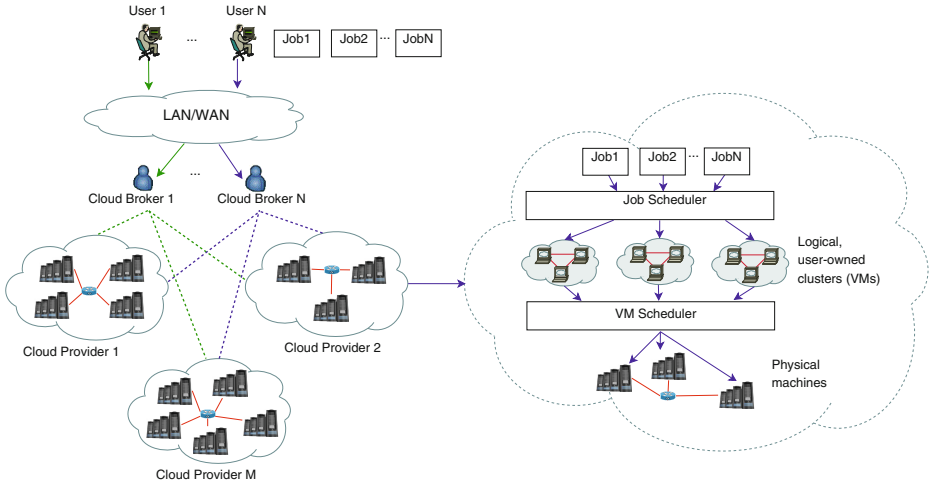 User 1
...
User N
Job1
Job2
...
JobN
LAN/WAN
...
Cloud Broker 1
Cloud Broker N
Cloud Provider 1
Cloud Provider 2
Cloud Provider M
Job1
Job2
...
JobN
Job Scheduler
Logical,
user-owned
clusters (VMs)
VM Scheduler
Physical
machines